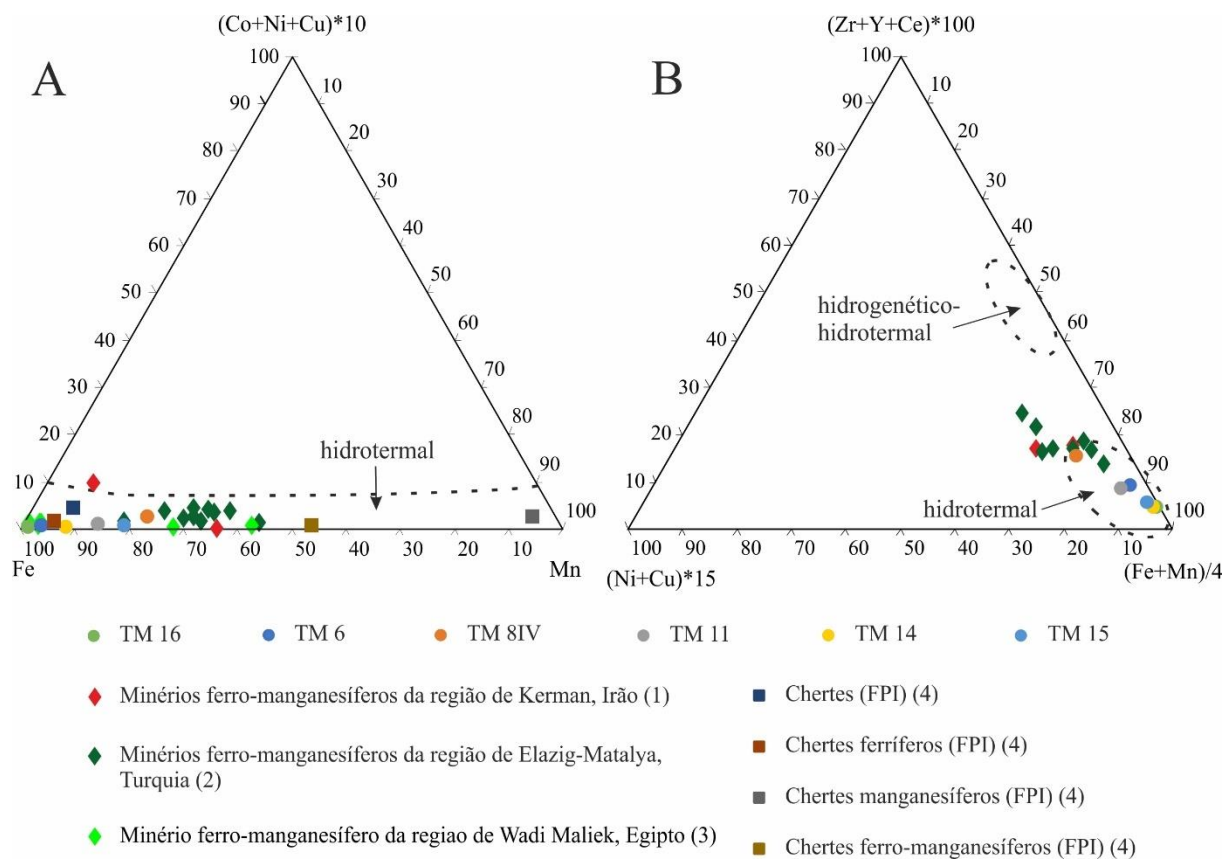 (Co+Ni+Cu)*10
A
100
90
80
70
60
50
40
30
20
10
10
20
30
40
50
60
70
80
90
100
hidrotermal
100
90
80
70
60
50
40
30
20
10
Fe
Mn
(Zr+Y+Ce)*100
B
100
90
80
70
60
50
40
30
20
10
10
20
30
40
50
60
70
80
90
100
hidrogenético-
hidrotermal
hidrotermal
100
90
80
70
60
50
40
30
20
10
(Ni+Cu)*15
(Fe+Mn)/4
TM 16
TM 6
TM 8IV
TM 11
TM 14
TM 15
Minérios ferro-manganesíferos da região de Kerman, Irão (1)
Minérios ferro-manganesíferos da região de Elazig-Matalya,
Turquia (2)
Minério ferro-manganesífero da regiao de Wadi Maliek, Egipto (3)
Chertes (FPI) (4)
Chertes ferríferos (FPI) (4)
Chertes manganesíferos (FPI) (4)
Chertes ferro-manganesíferos (FPI) (4)